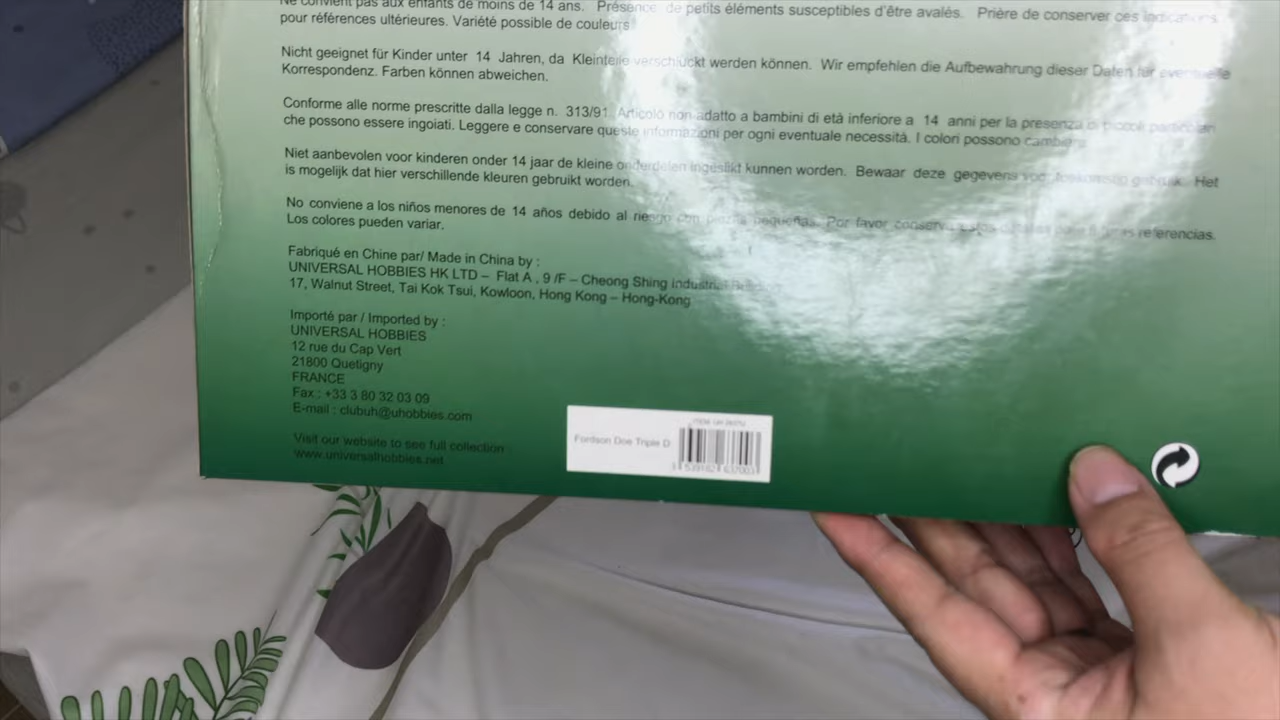 Ne convient pas aux enfants de moins de 14 ans. Présence de petits éléments susceptibles d'être avalés. Prière de conserver ces indications
pour références ultérieures. Variété possible de couleurs
Nicht geeignet für Kinder unter 14 Jahren, da Kleinteile verschluckt werden können. Wir empfehlen die Aufbewahrung dieser Daten für eventuelle
Korrespondenz. Farben können abweichen.
Conforme alle norme prescritte dalla legge n. 313/91. Articolo non adatto a bambini di età inferiore a 14 anni per la presenza di piccoli
che possono essere ingoiati. Leggere e conservare queste informazioni per ogni eventuale necessità. I colori possono
Niet aanbevolen voor kinderen onder 14 jaar de kleine onderdelen ingeslikt kunnen worden. Bewaar deze gegevens voor Het
is mogelijk dat hier verschillende kleuren gebruikt worden.
No conviene a los niños menores de 14 años debido al riesgo con piezas pequeñas. Por favor referencias.
Los colores pueden variar.
Fabriqué en Chine par/ Made in China by :
UNIVERSAL HOBBIES HK LTD – Flat A , 9 /F – Cheong Shing Industrial Building
17, Walnut Street, Tai Kok Tsui, Kowloon, Hong Kong – Hong-Kong
Importé par / Imported by :
UNIVERSAL HOBBIES
12 rue du Cap Vert
21800 Quetigny
FRANCE
Fax : +33 3 80 32 03 09
E-mail : clubuh@uhobbies.com
Visit our website to see full collection
www.universalhobbies.net
Fordson Doe Triple D